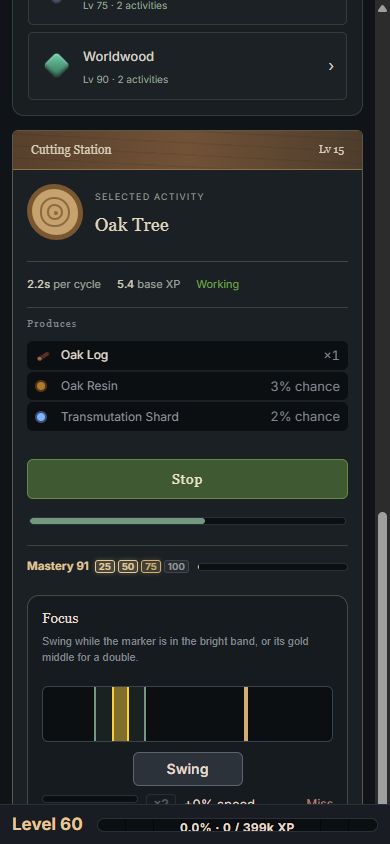 Lv 75 · 2 activities
Worldwood
Lv 90 · 2 activities
›
Cutting Station
Lv 15
SELECTED ACTIVITY
Oak Tree
2.2s per cycle 5.4 base XP Working
Produces
Oak Log ×1
Oak Resin 3% chance
Transmutation Shard 2% chance
Stop
Mastery 91 25 50 75 100
Focus
Swing while the marker is in the bright band, or its gold
middle for a double.
Swing
×2 +0% speed Miss
Level 60 0.0% · 0 / 399k XP